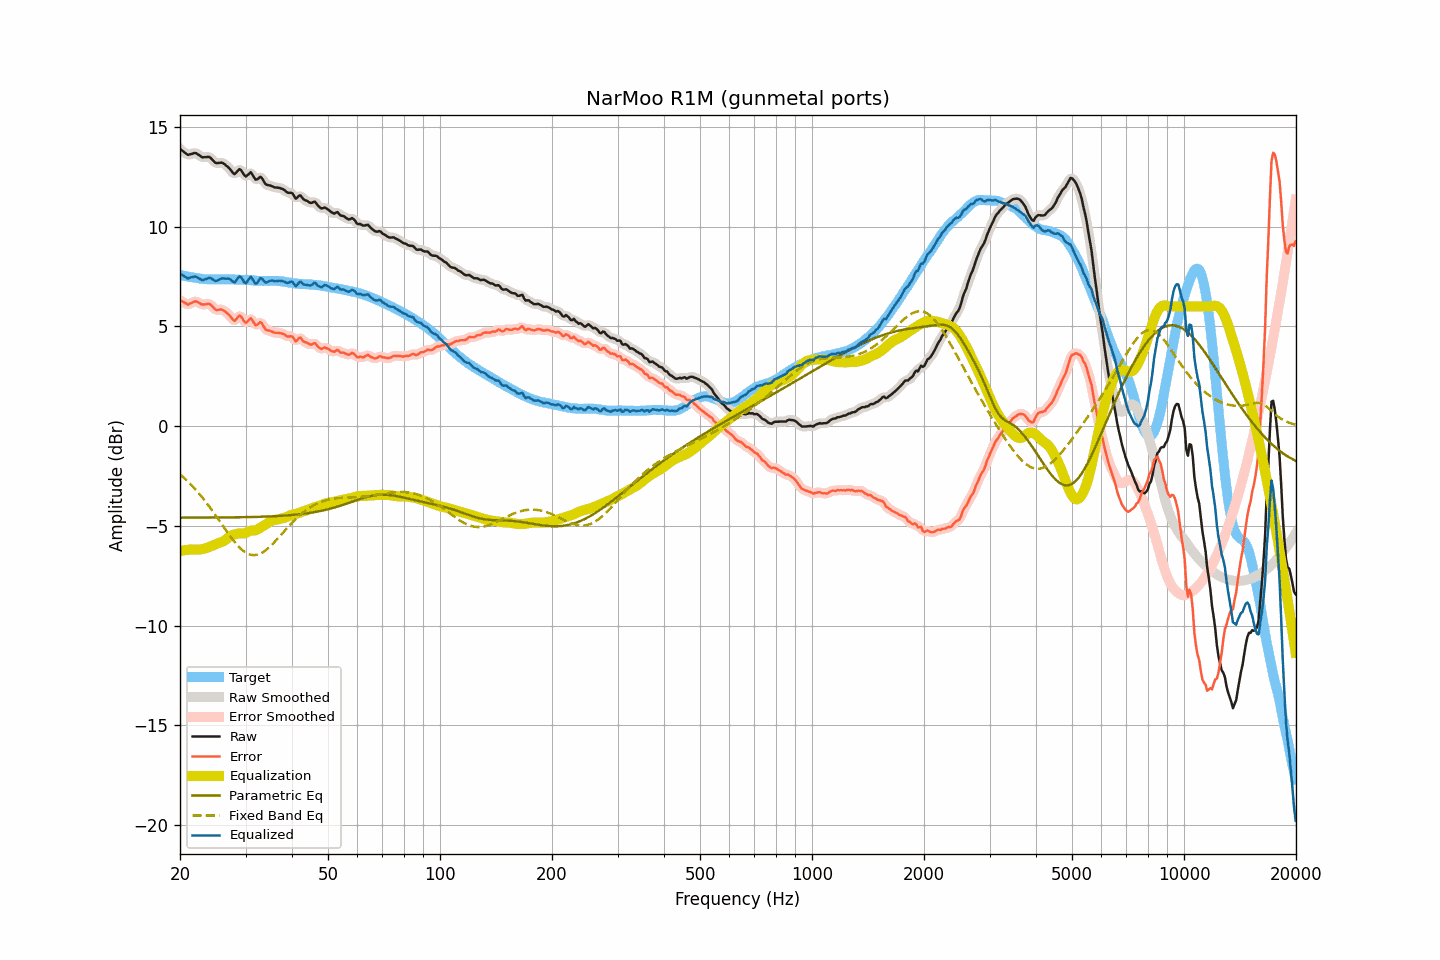 NarMoo R1M (gunmetal ports)
15
10
5
0
−5
−10
−15
−20
Amplitude (dBr)
Target
Raw Smoothed
Error Smoothed
Raw
Error
Equalization
Parametric Eq
Fixed Band Eq
Equalized
20 50 100 200 500 1000 2000 5000 10000 20000
Frequency (Hz)